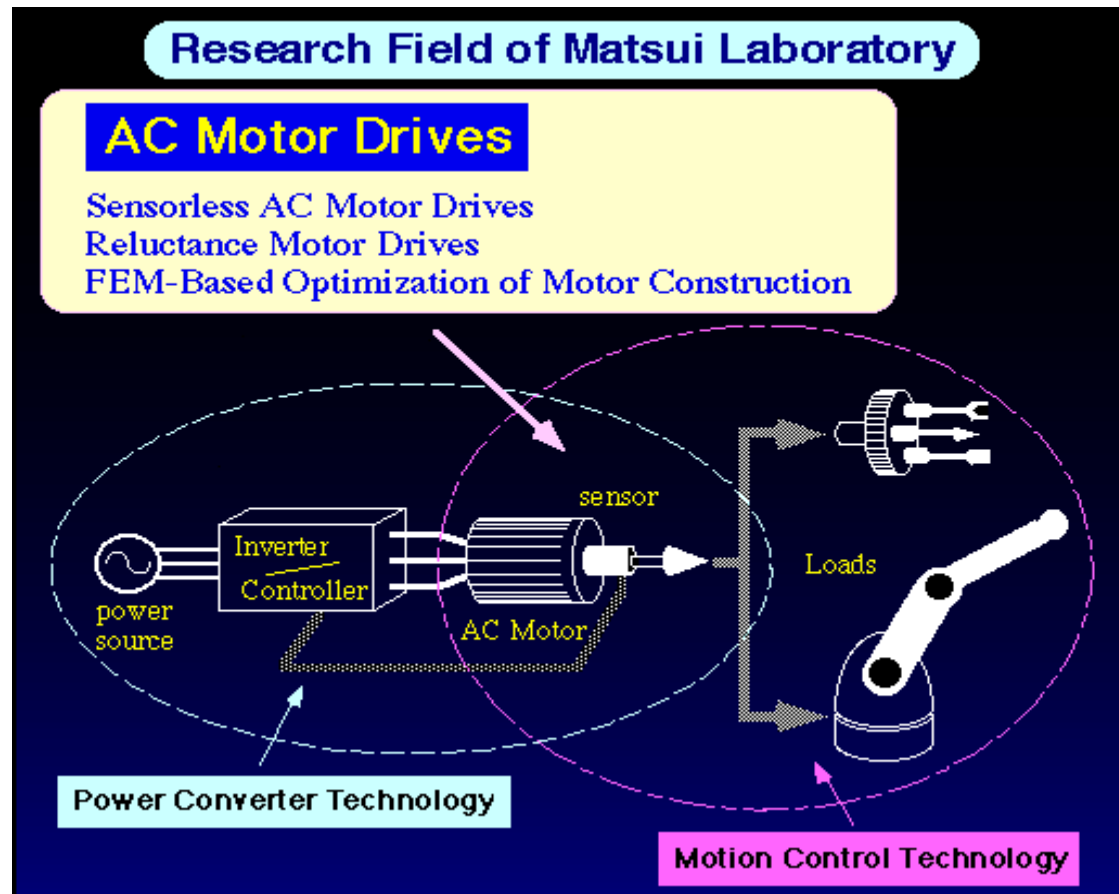 Research Field of Matsui Laboratory
AC Motor Drives
Sensorless AC Motor Drives
Reluctance Motor Drives
FEM-Based Optimization of Motor Construction
sensor
Inverter
Controller
Loads
power
source
AC Motor
Power Converter Technology
Motion Control Technology